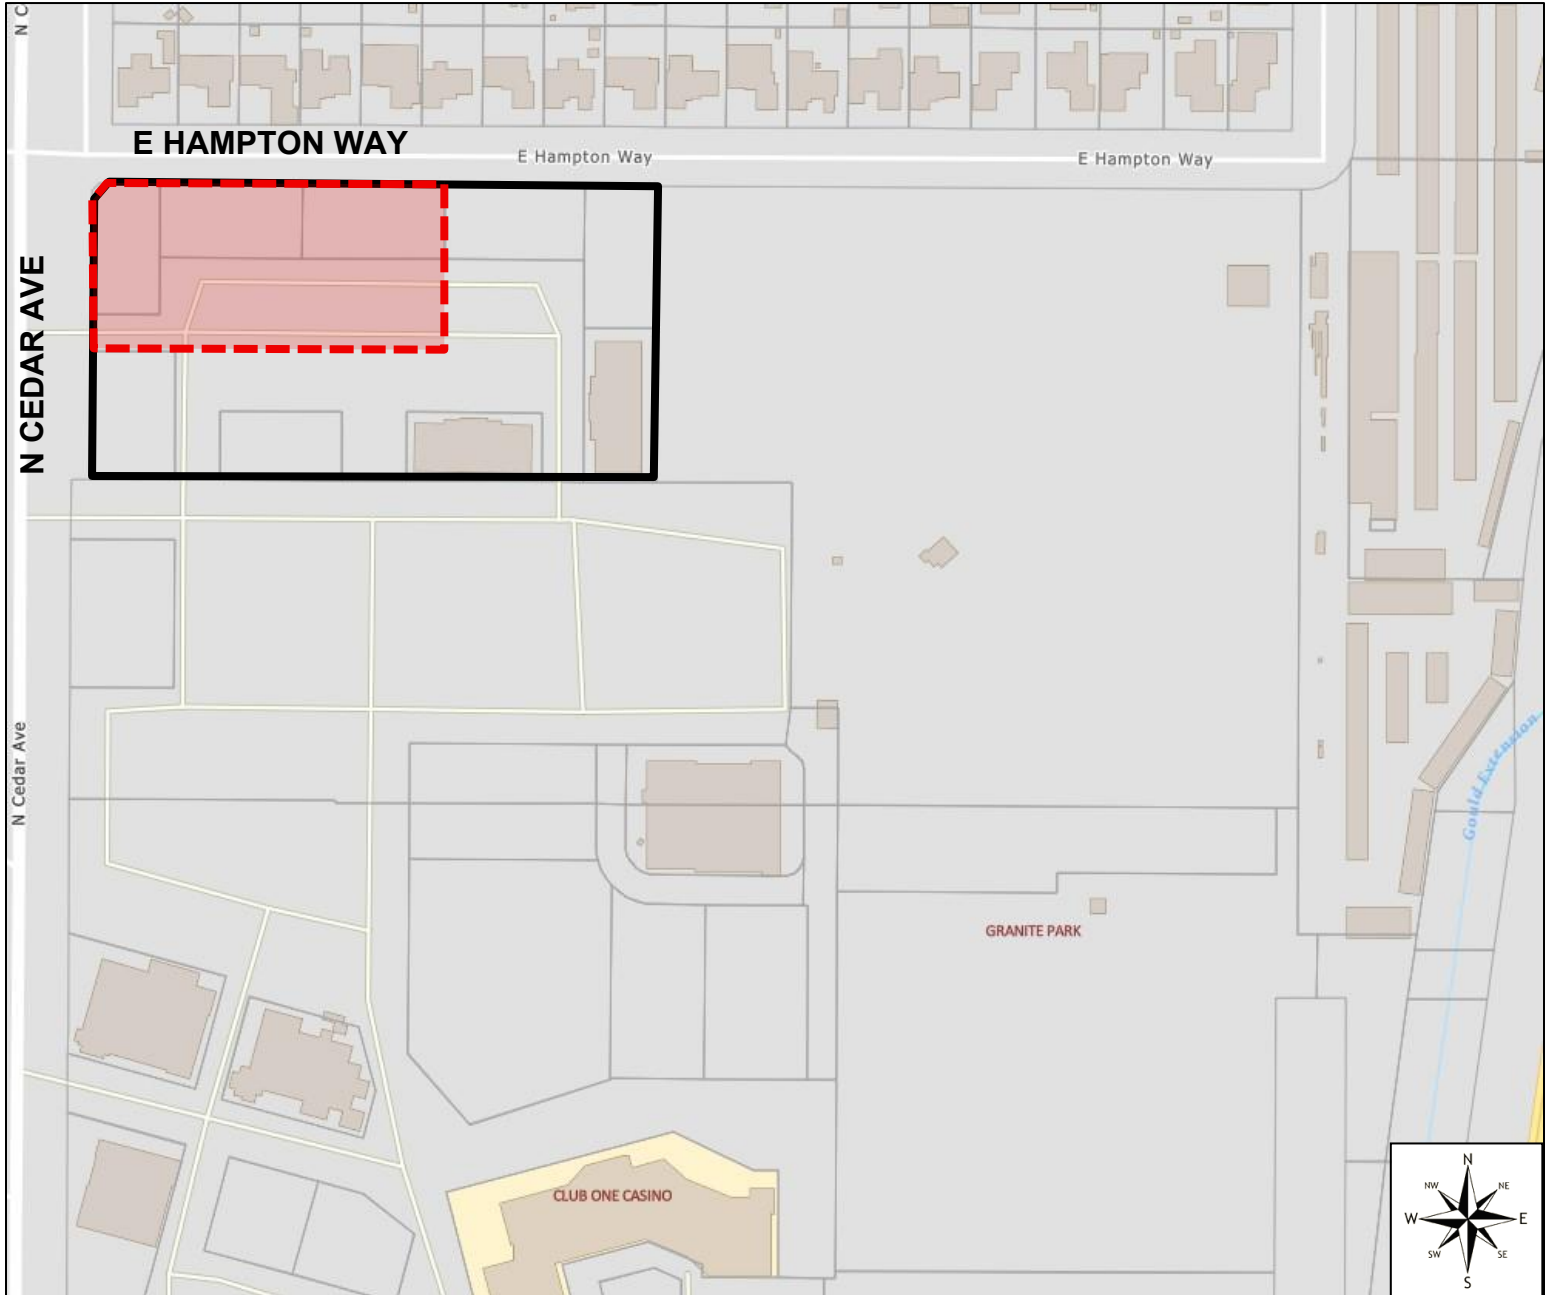 N C
E HAMPTON WAY
E Hampton Way
E Hampton Way
N CEDAR AVE
N Cedar Ave
Gould Extension
GRANITE PARK
CLUB ONE CASINO
N
NW
NE
W
E
SW
SE
S